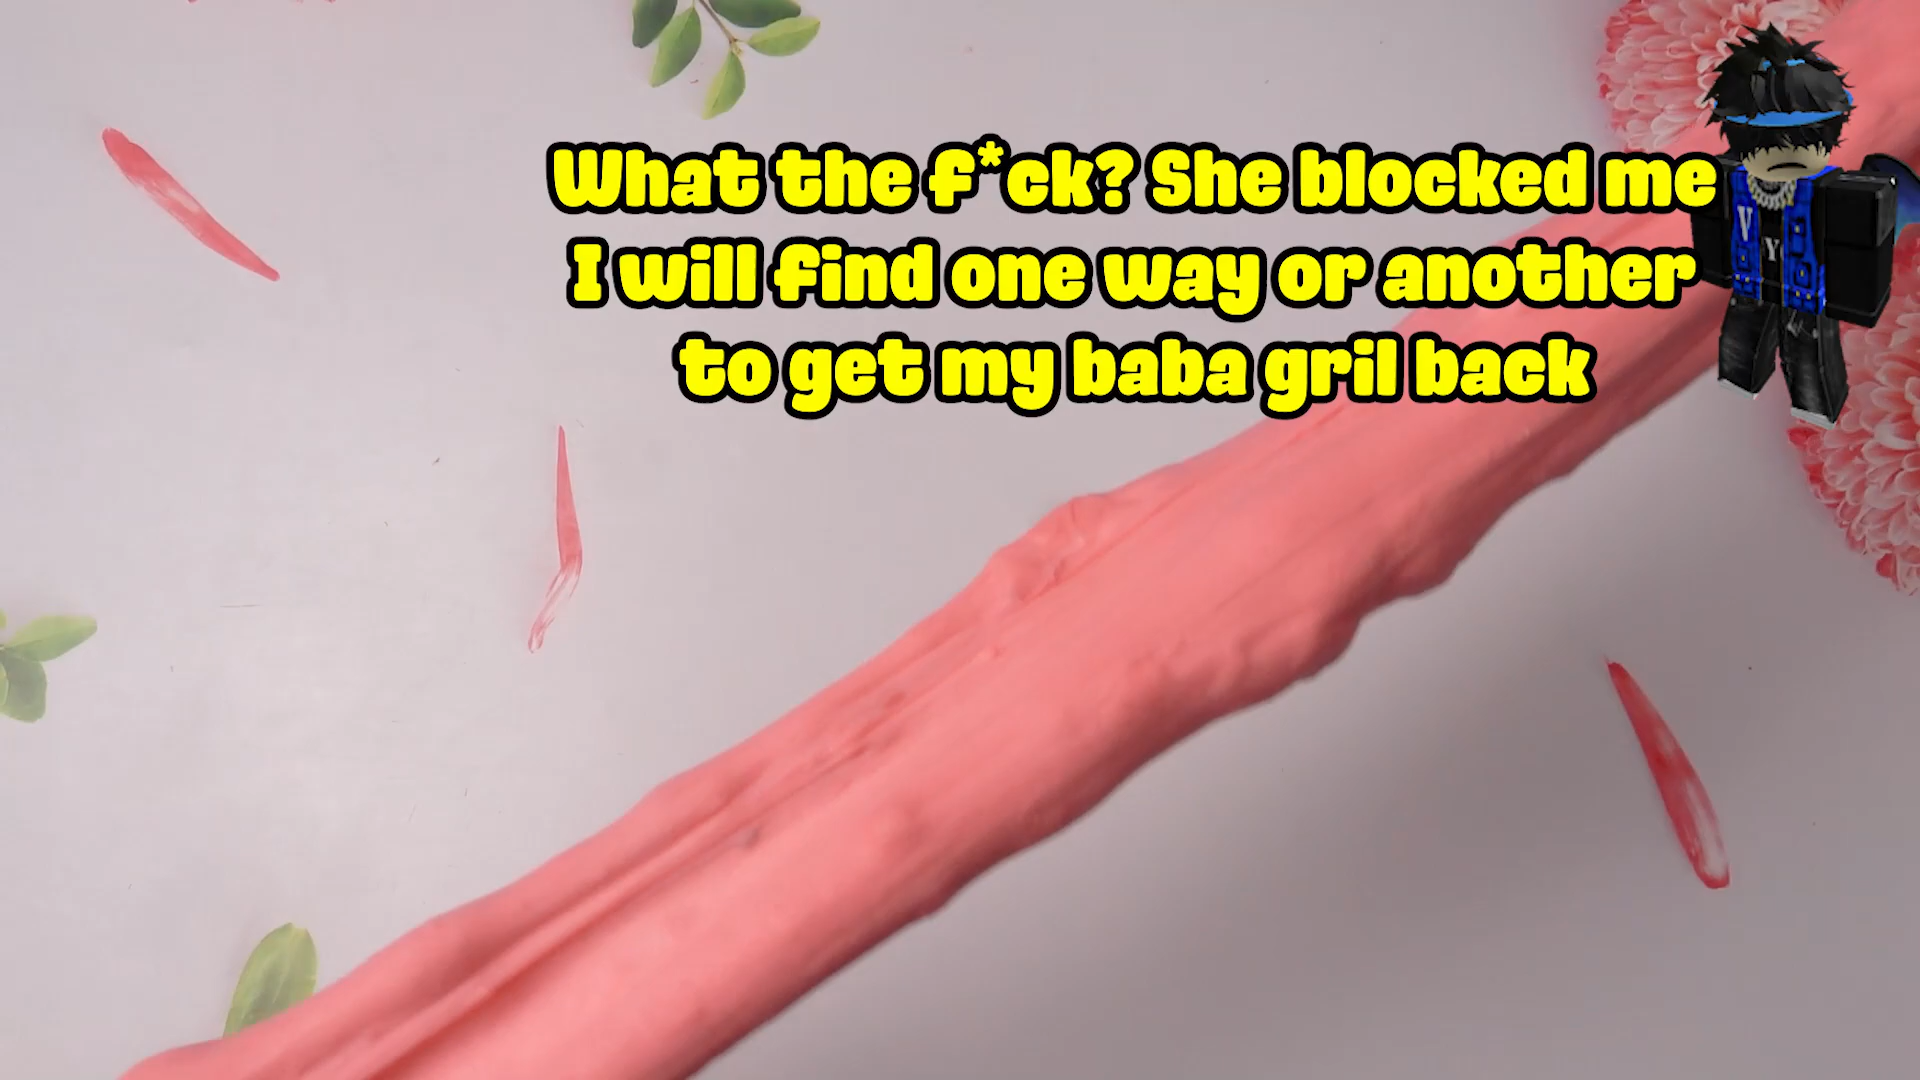 What the f*ck? She blocked me
I will find one way or another
to get my baba gril back
V
Y